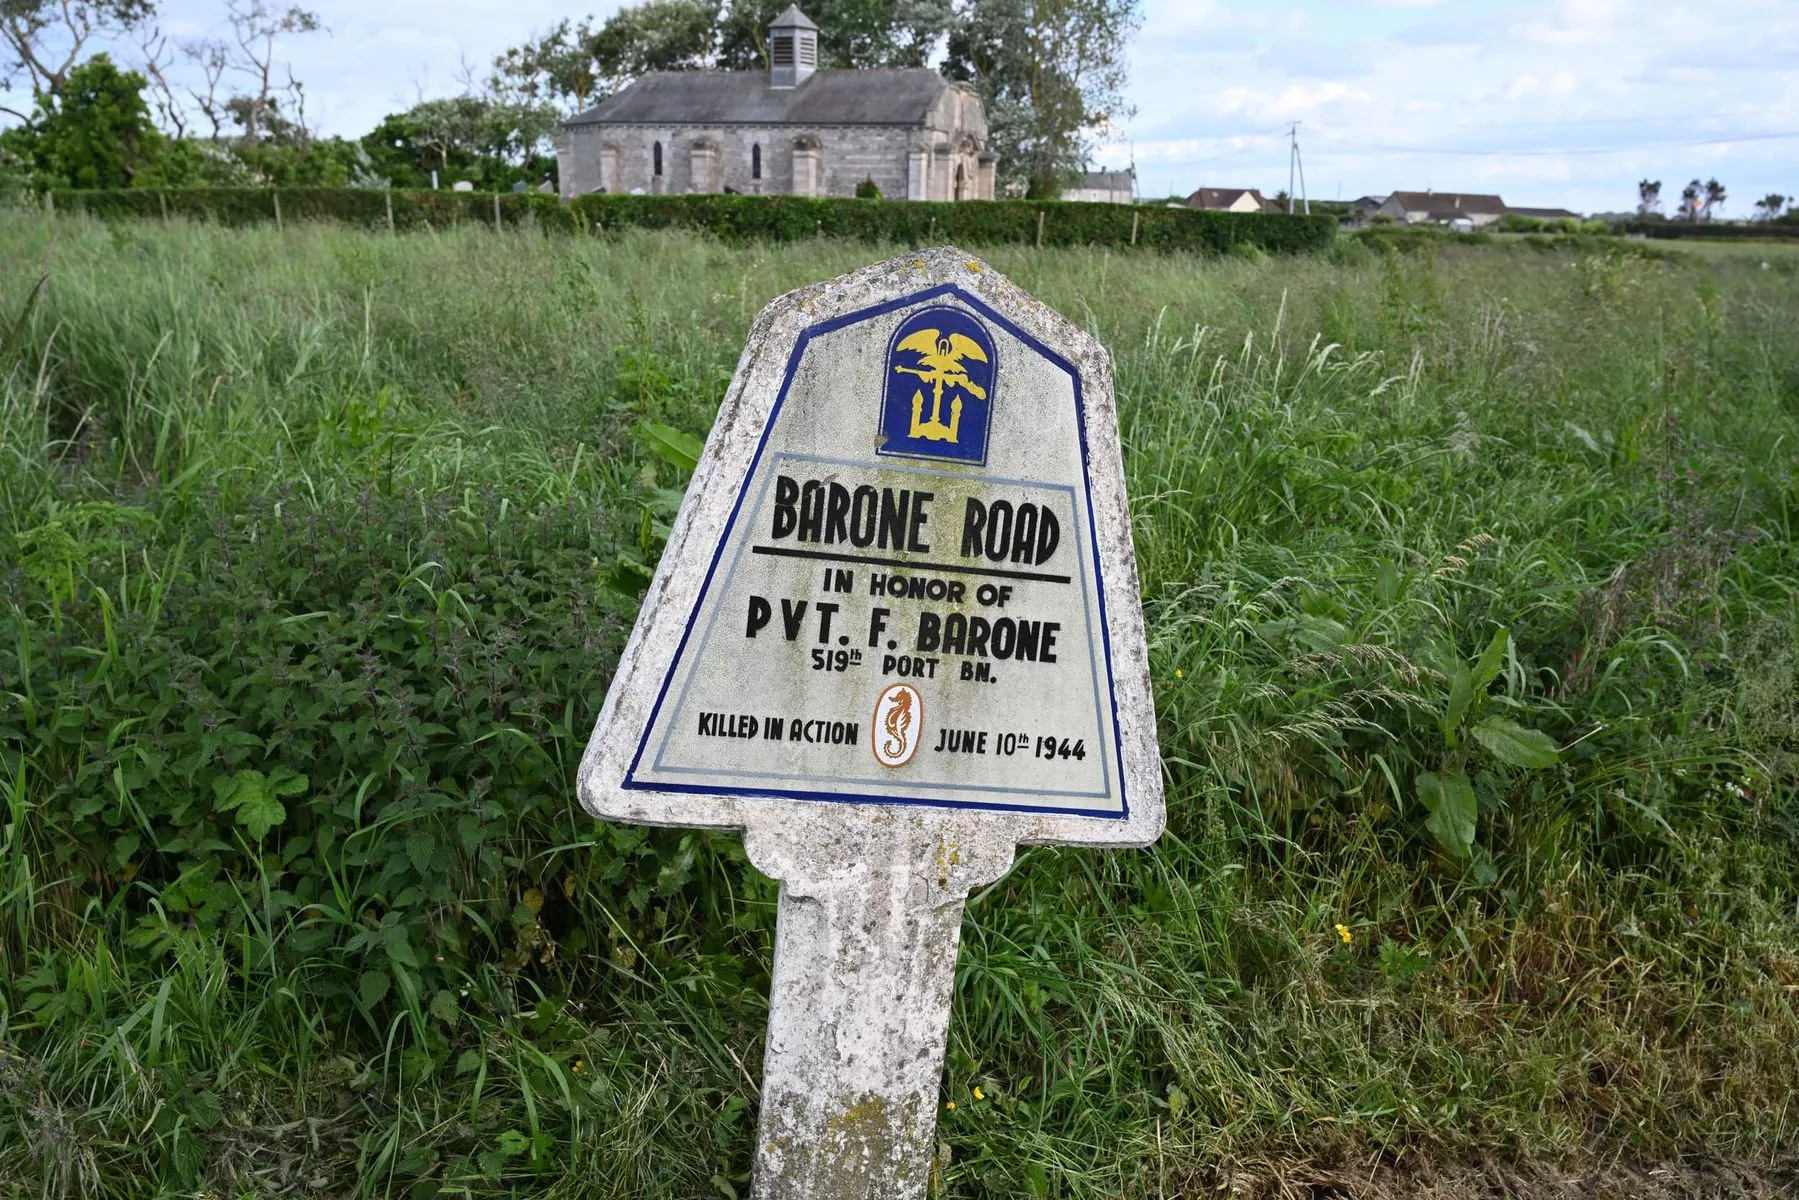 BARONE ROAD
IN HONOR OF
PVT. F. BARONE
519th PORT BN.
KILLED IN ACTION JUNE 10th 1944